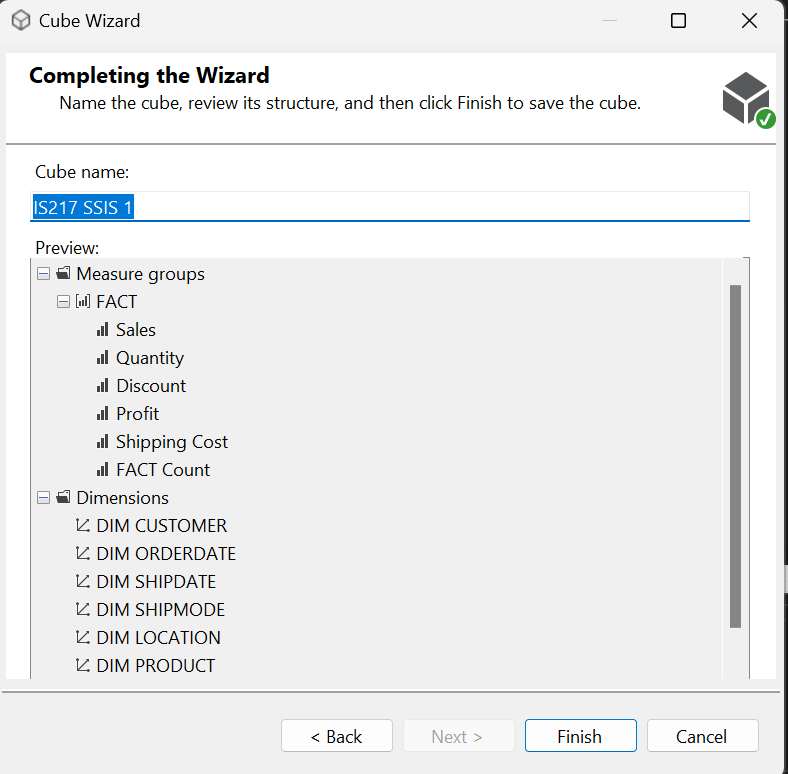 Cube Wizard
Completing the Wizard
Name the cube, review its structure, and then click Finish to save the cube.
Cube name:
IS217 SSIS 1
Preview:
Measure groups
FACT
Sales
Quantity
Discount
Profit
Shipping Cost
FACT Count
Dimensions
DIM CUSTOMER
DIM ORDERDATE
DIM SHIPDATE
DIM SHIPMODE
DIM LOCATION
DIM PRODUCT
< Back Next > Finish Cancel